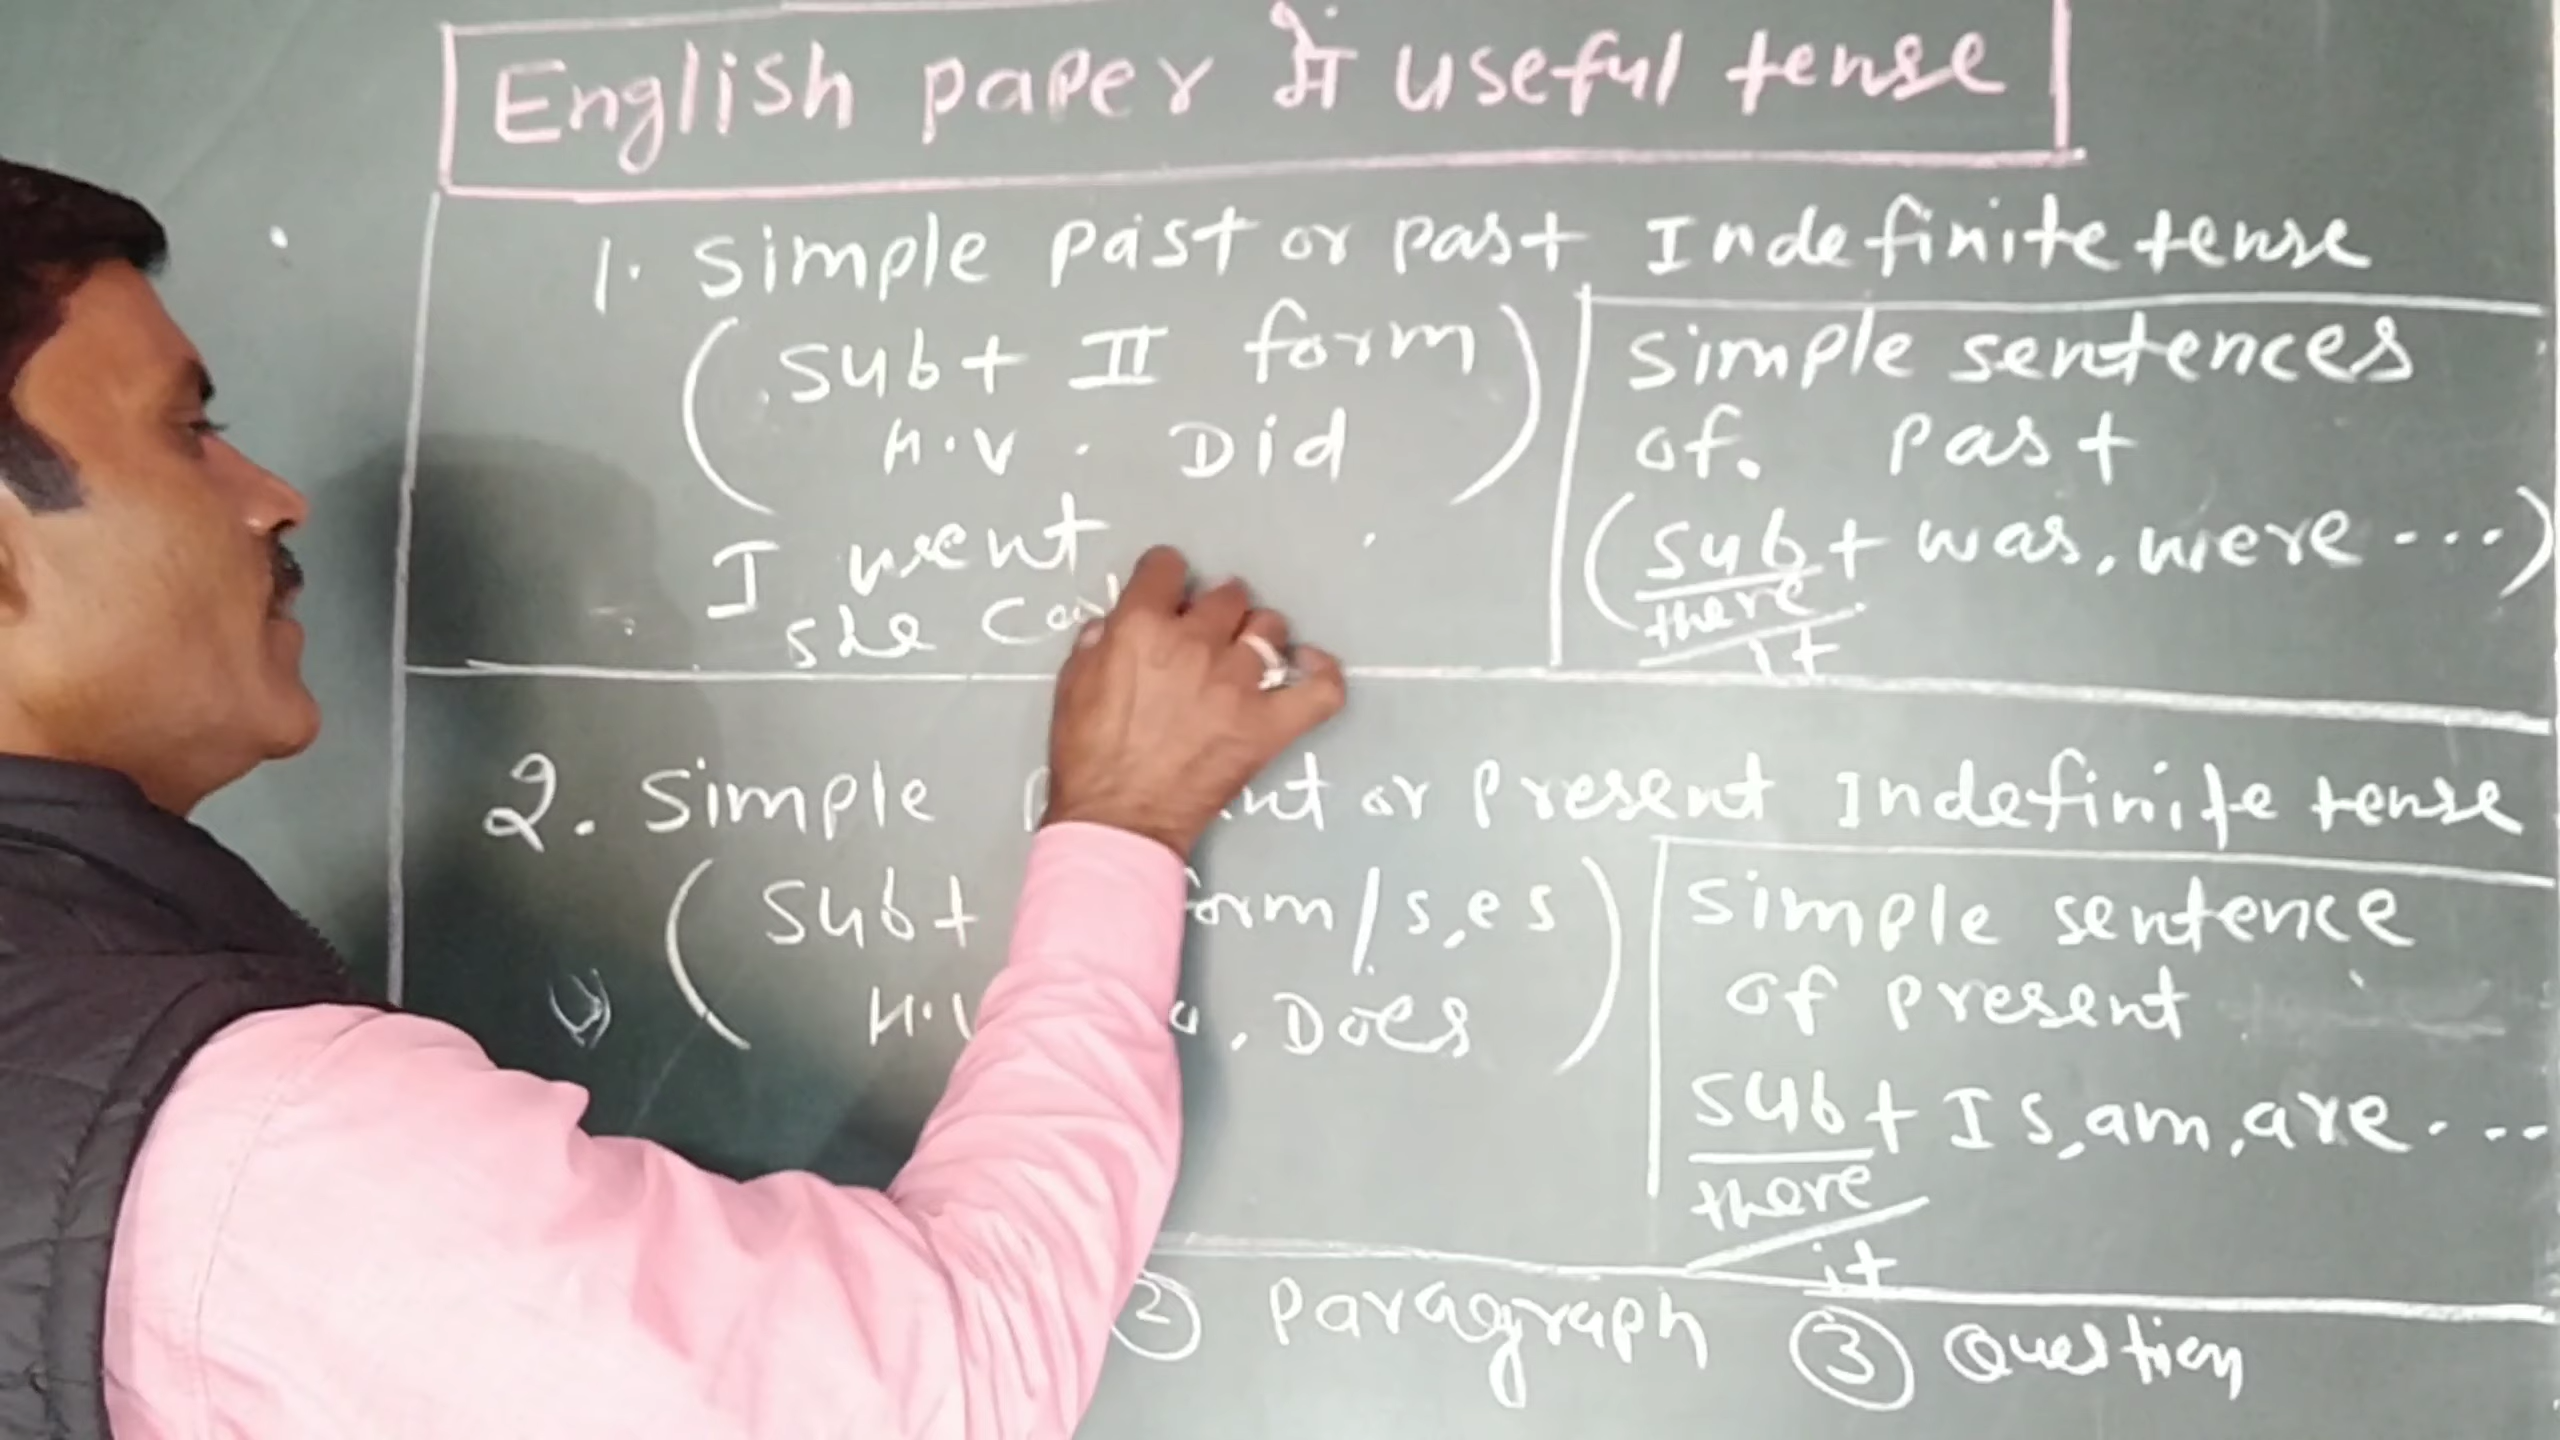 English paper में useful tense
1. Simple past or past Indefinite tense
(Sub + II form)
H.V. Did
I went
She
Simple sentences
of. Past
(Sub + was, were ...)
there
it
2. Simple or Present Indefinite tense
(Sub + form/s,es)
Does
Simple sentence
of present
Sub + Is, am, are ...
there
it
② Paragraph ③ Question